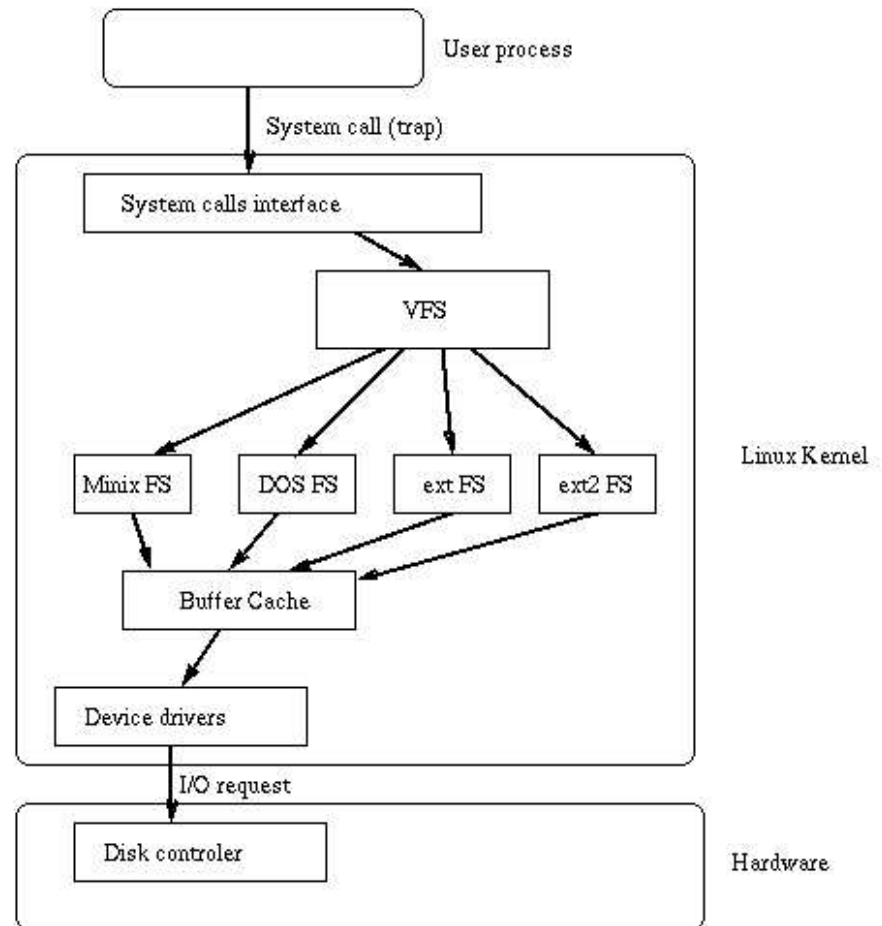 User process
System call (trap)
System calls interface
VFS
Linux Kernel
Minix FS
DOS FS
ext FS
ext2 FS
Buffer Cache
Device drivers
I/O request
Disk controler
Hardware